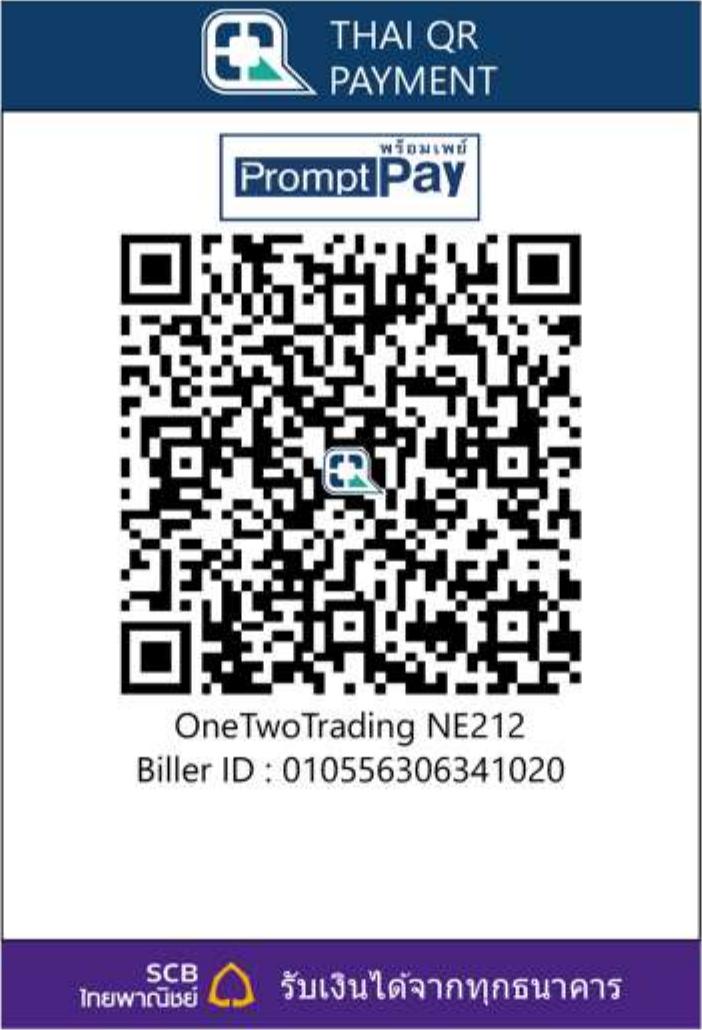 THAI QR
PAYMENT
พร้อมเพย์
Prompt Pay
OneTwoTrading NE212
Biller ID : 010556306341020
SCB
ไทยพาณิชย์
รับเงินได้จากทุกธนาคาร